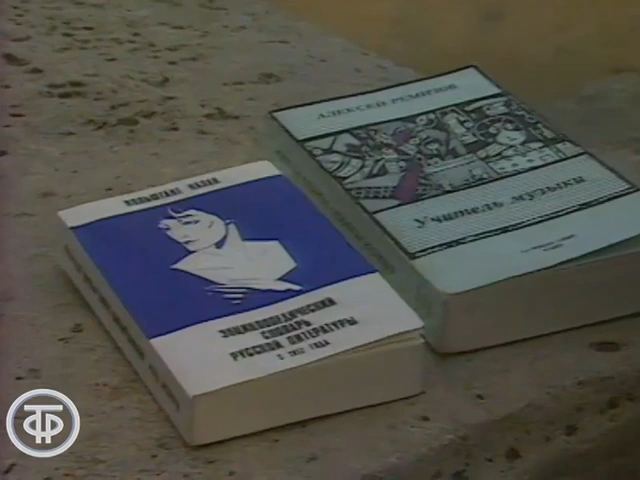 ВОЛЬФГАНГ КАЗАК
ЭНЦИКЛОПЕДИЧЕСКИЙ
СЛОВАРЬ
РУССКОЙ ЛИТЕРАТУРЫ
С 1917 ГОДА
АЛЕКСЕЙ РЕМИЗОВ
Учитель музыки